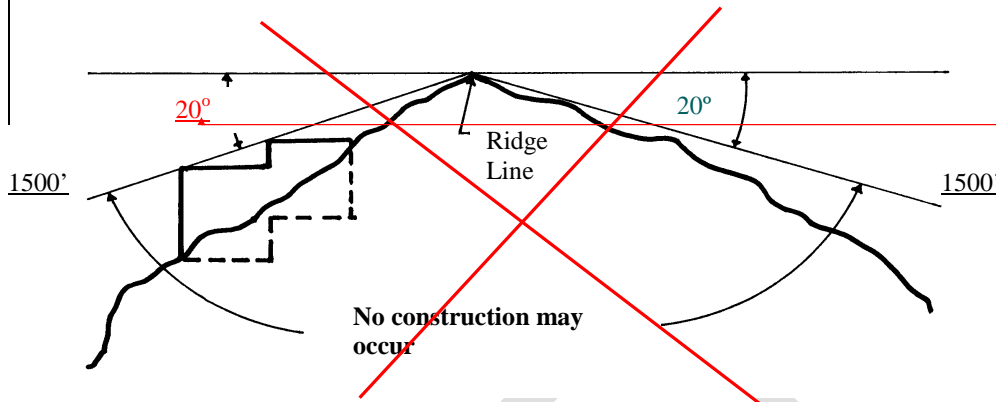 20º
20º
Ridge
Line
1500’
1500’
No construction may
occur